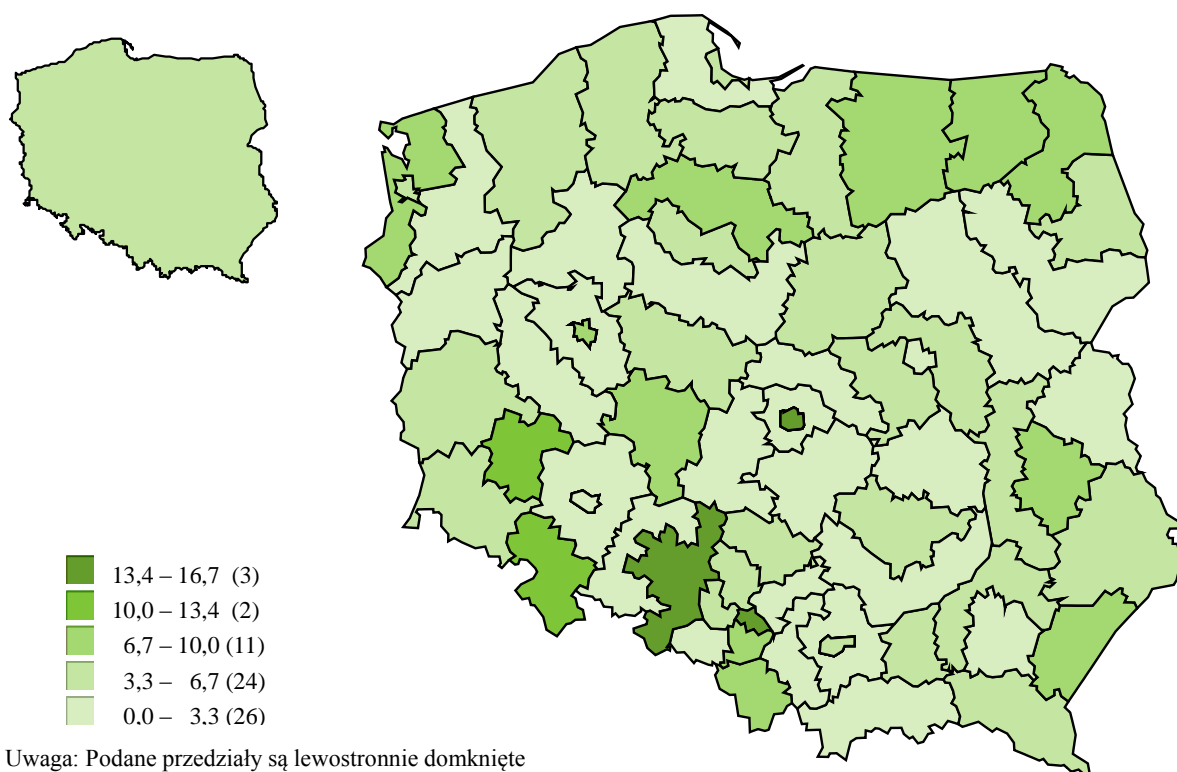 13,4 – 16,7 (3)
10,0 – 13,4 (2)
6,7 – 10,0 (11)
3,3 – 6,7 (24)
0,0 – 3,3 (26)
Uwaga: Podane przedziały są lewostronnie domknięte